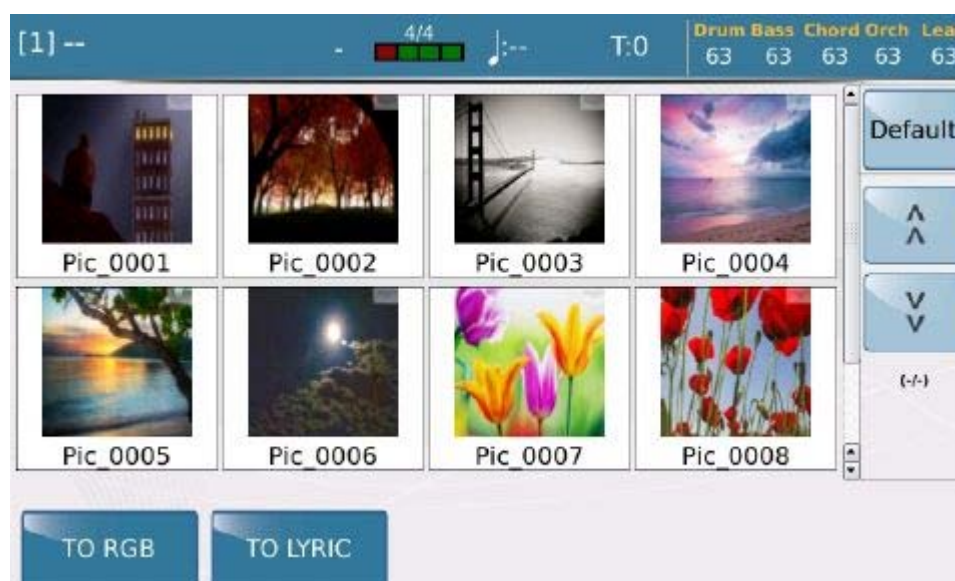 [1] -- - 4/4 ♩:-- T:0 Drum Bass Chord Orch Lea
63 63 63 63 63
Default
Pic_0001 Pic_0002 Pic_0003 Pic_0004
Pic_0005 Pic_0006 Pic_0007 Pic_0008
(-/-)
TO RGB TO LYRIC